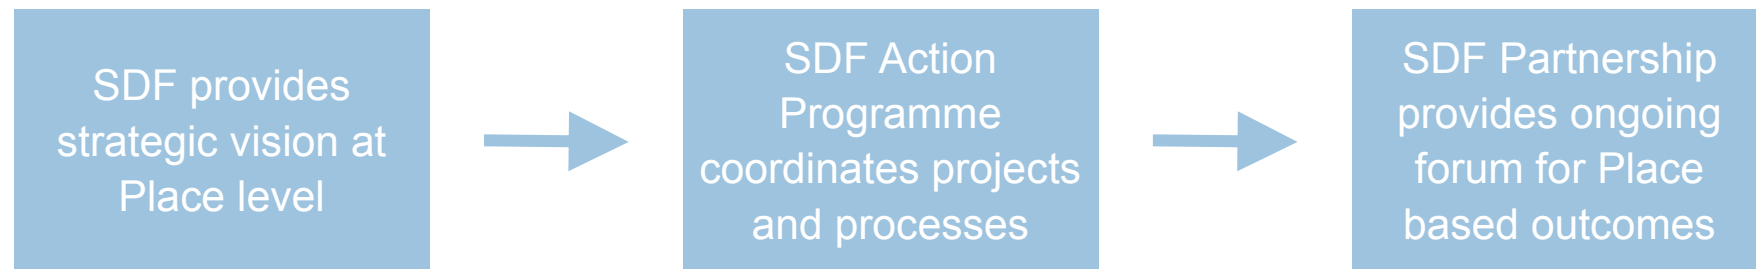 SDF provides
strategic vision at
Place level
SDF Action
Programme
coordinates projects
and processes
SDF Partnership
provides ongoing
forum for Place
based outcomes